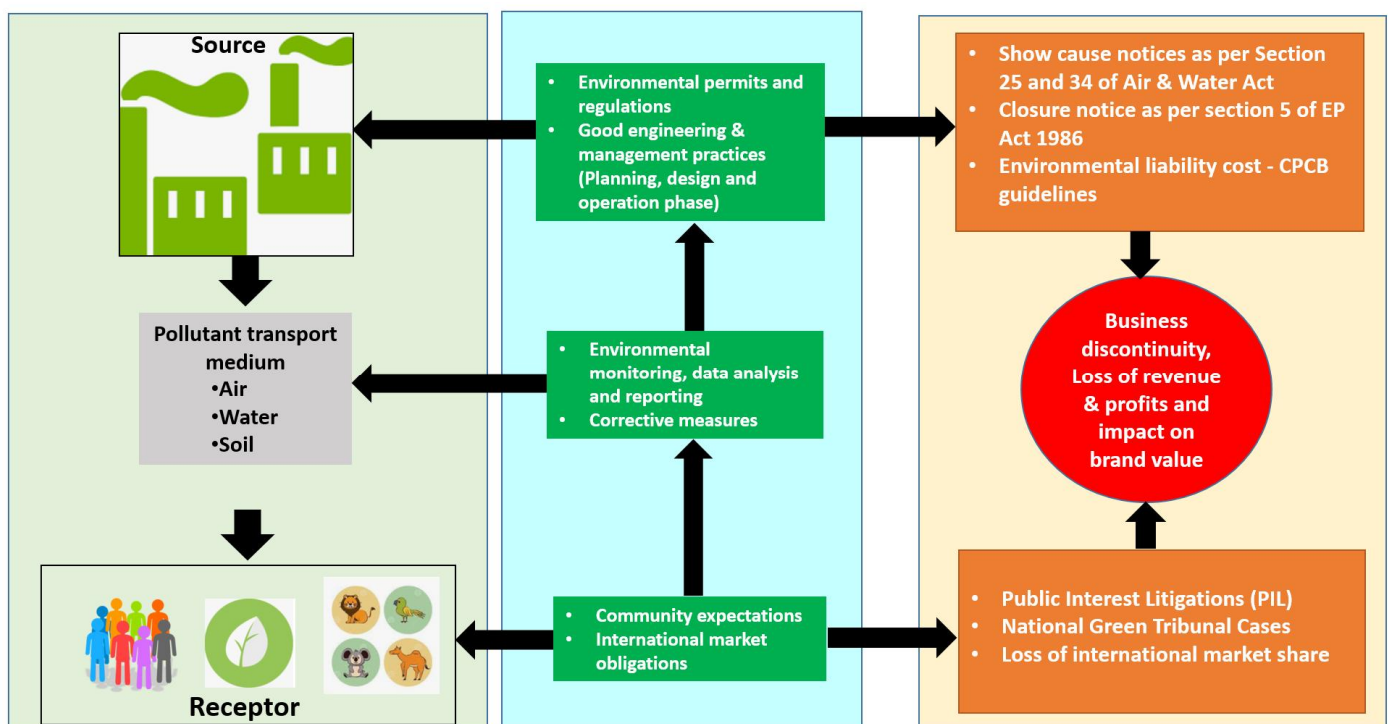 Source
Pollutant transport
medium
•Air
•Water
•Soil
Receptor
• Environmental permits and
regulations
• Good engineering &
management practices
(Planning, design and
operation phase)
• Environmental
monitoring, data analysis
and reporting
• Corrective measures
• Community expectations
• International market
obligations
• Show cause notices as per Section
25 and 34 of Air & Water Act
• Closure notice as per section 5 of EP
Act 1986
• Environmental liability cost - CPCB
guidelines
Business
discontinuity,
Loss of revenue
& profits and
impact on
brand value
• Public Interest Litigations (PIL)
• National Green Tribunal Cases
• Loss of international market share